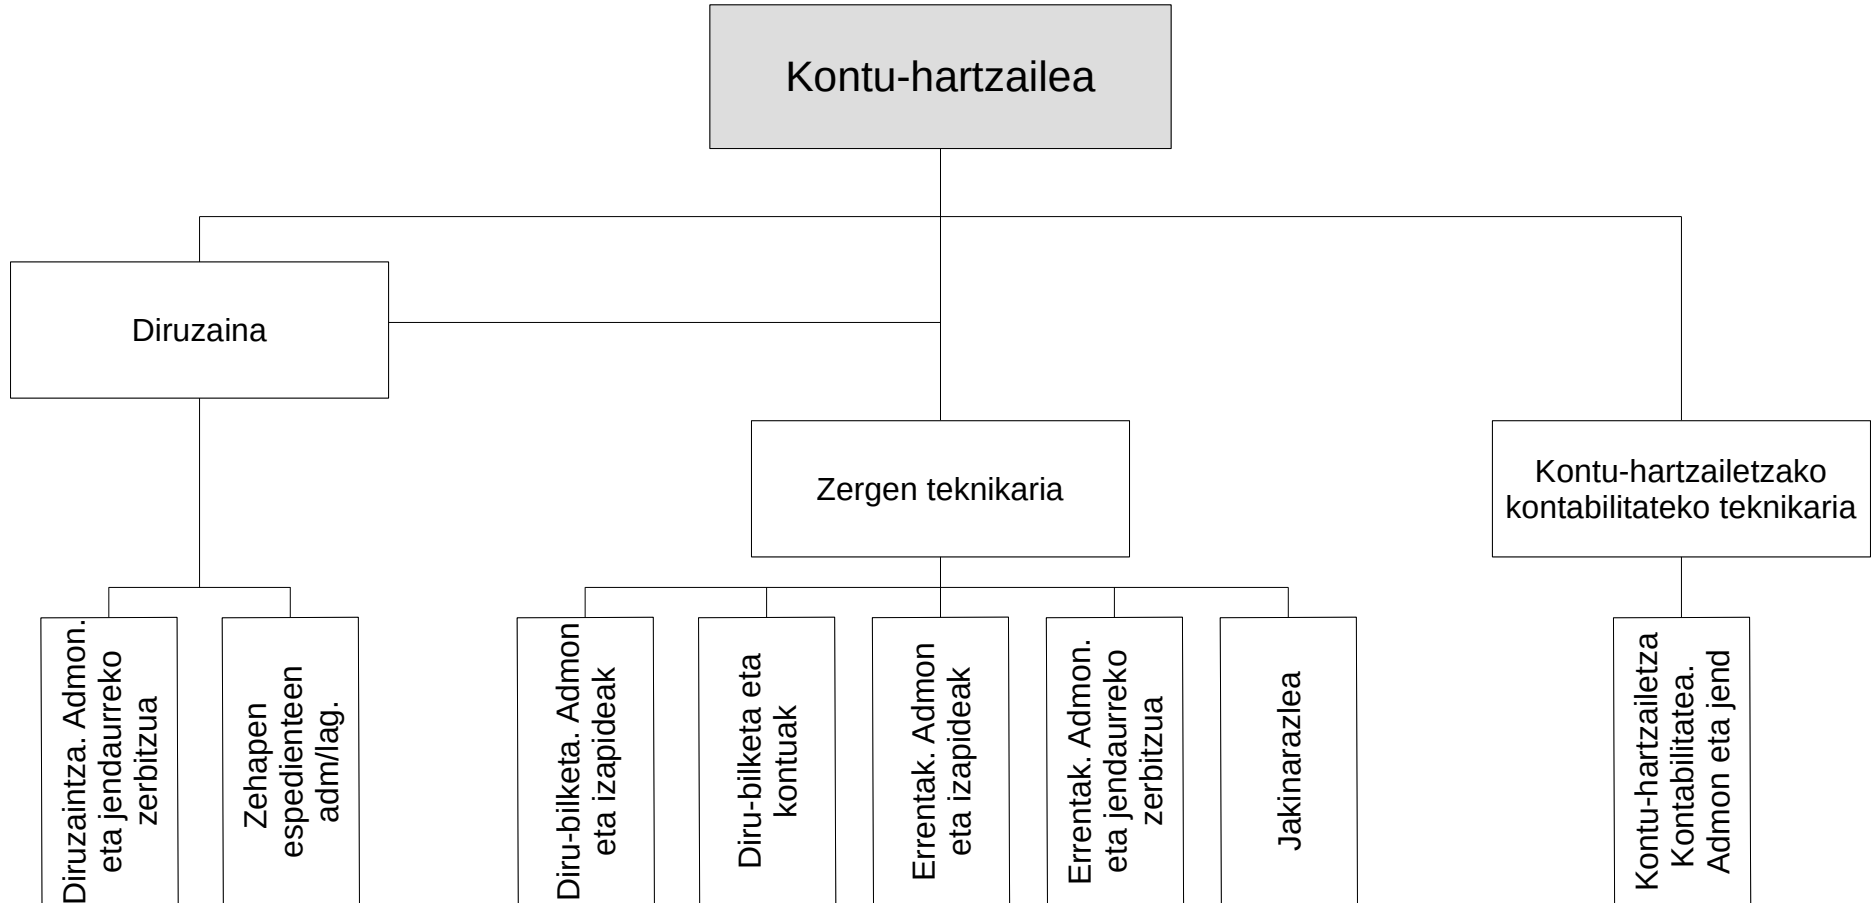 Kontu-hartzailea
Diruzaina
Zergen teknikaria
Kontu-hartzailetzako
kontabilitateko teknikaria
Diruzaintza. Admon.
eta jendaurreko
zerbitzua
Zehapen
espedienteen
adm/lag.
Diru-bilketa. Admon
eta izapideak
Diru-bilketa eta
kontuak
Errentak. Admon
eta izapideak
Errentak. Admon.
eta jendaurreko
zerbitzua
Jakinarazlea
Kontu-hartzailetza
Kontabilitatea.
Admon eta jend